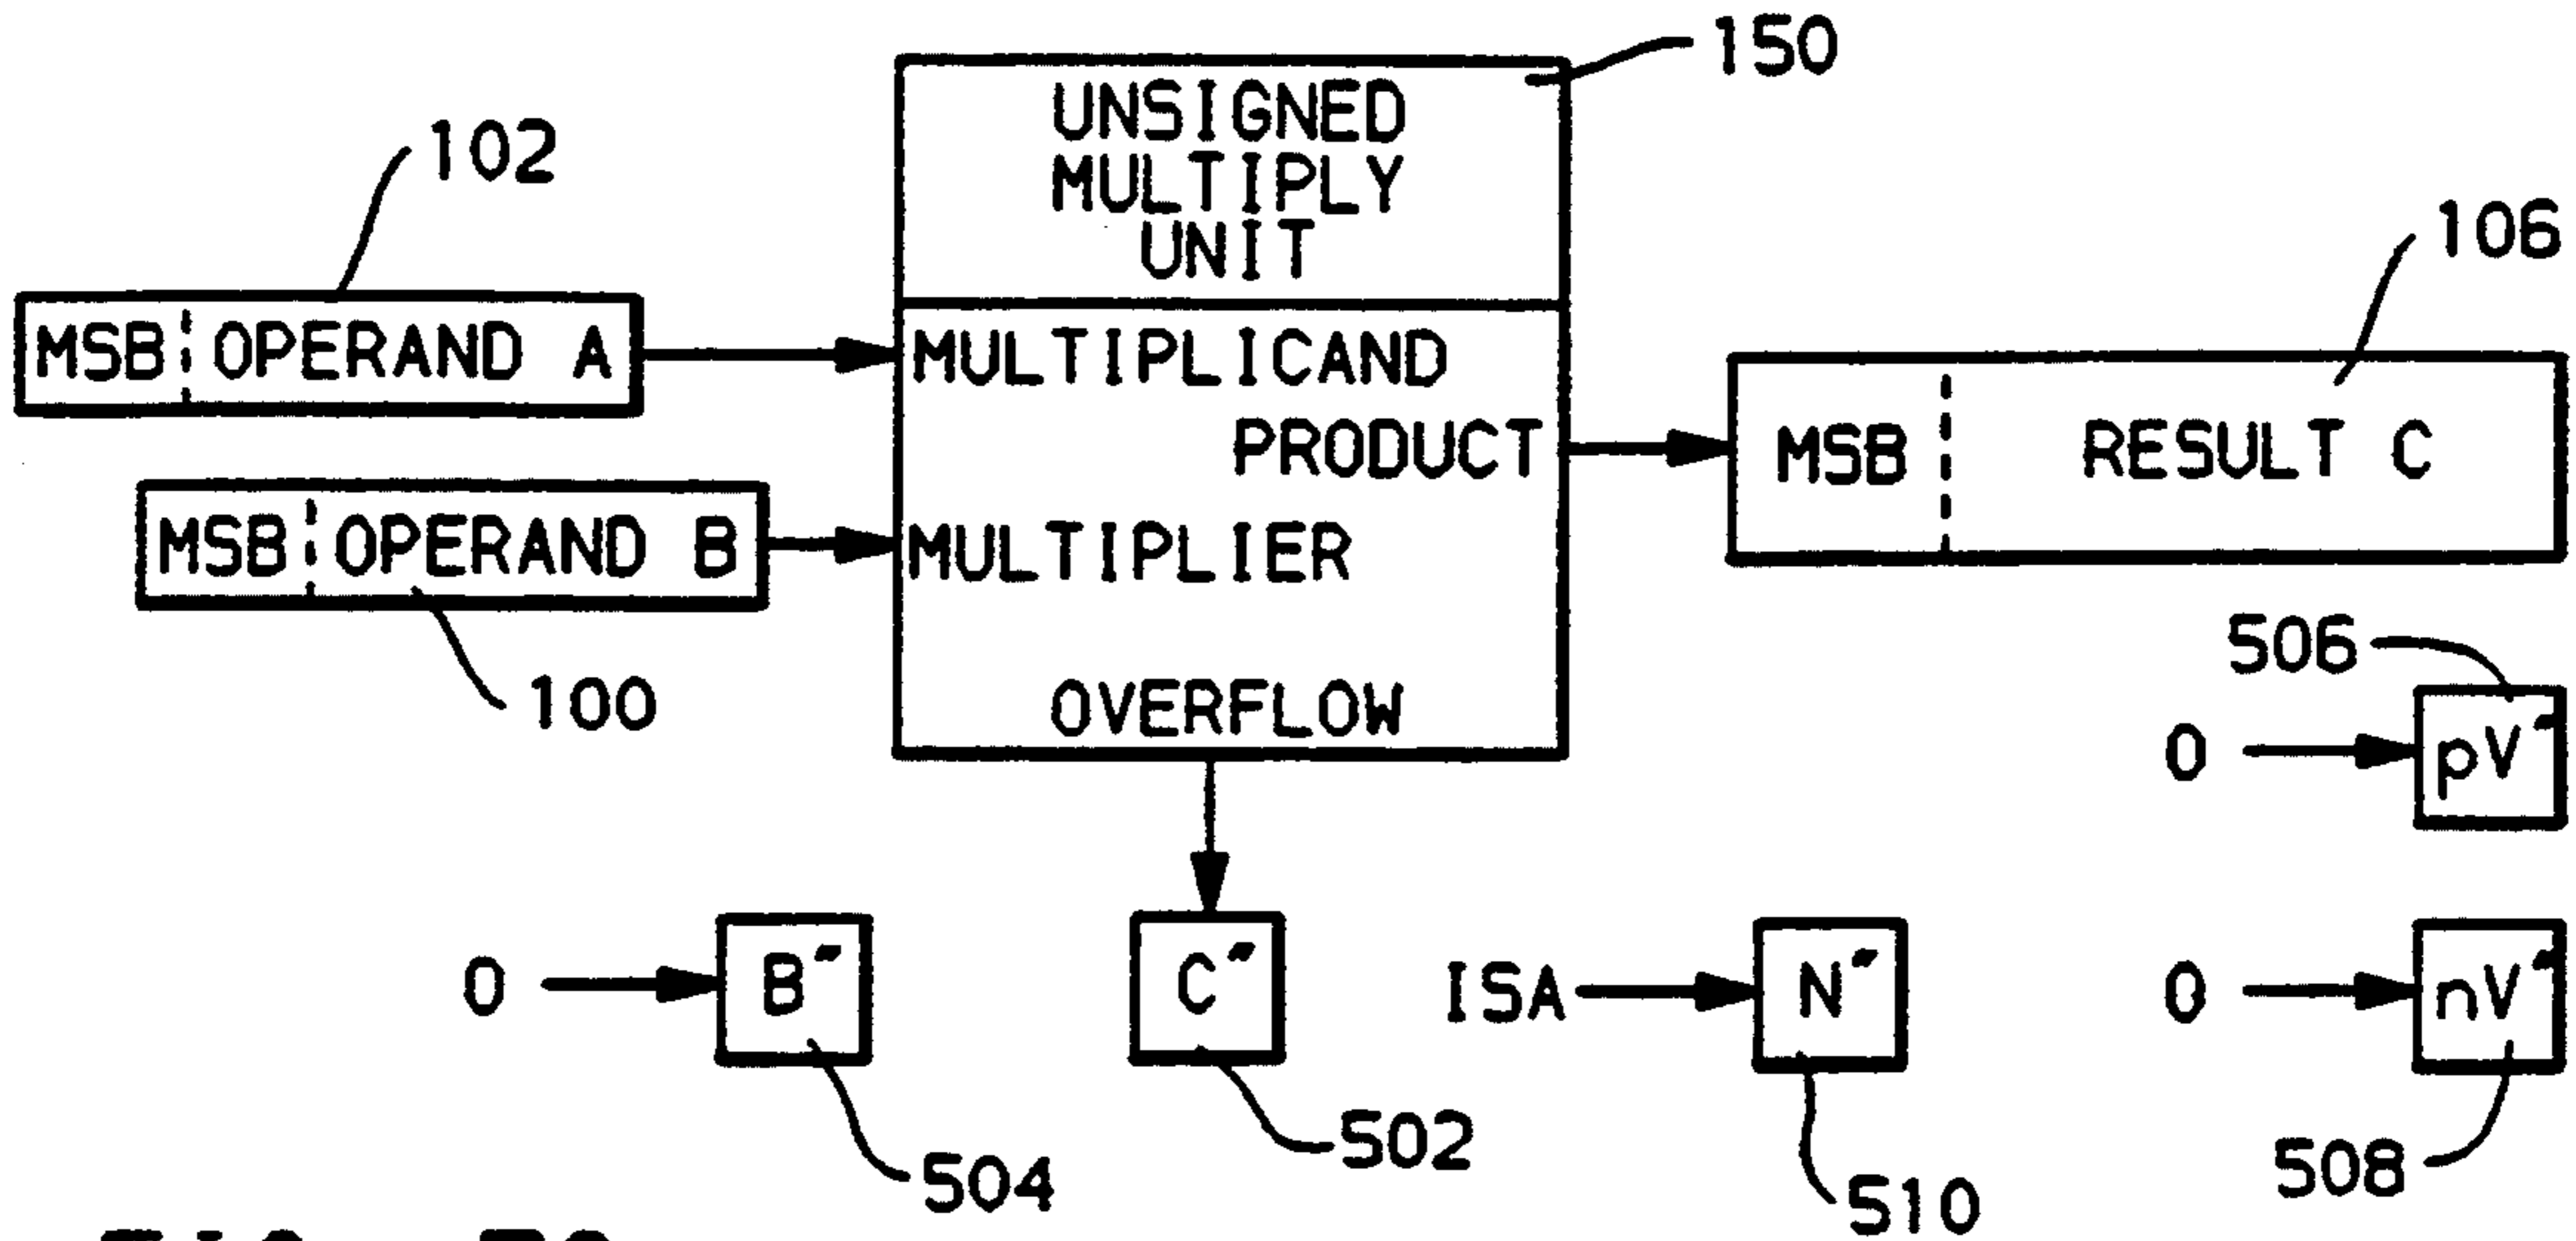 150
UNSIGNED
MULTIPLY
UNIT
102
106
MSB OPERAND A
MULTIPLICAND
PRODUCT
MSB RESULT C
MSB OPERAND B
MULTIPLIER
100
OVERFLOW
506
0 pV"
0 B"
C"
ISA N"
0 nV"
504
502
510
508